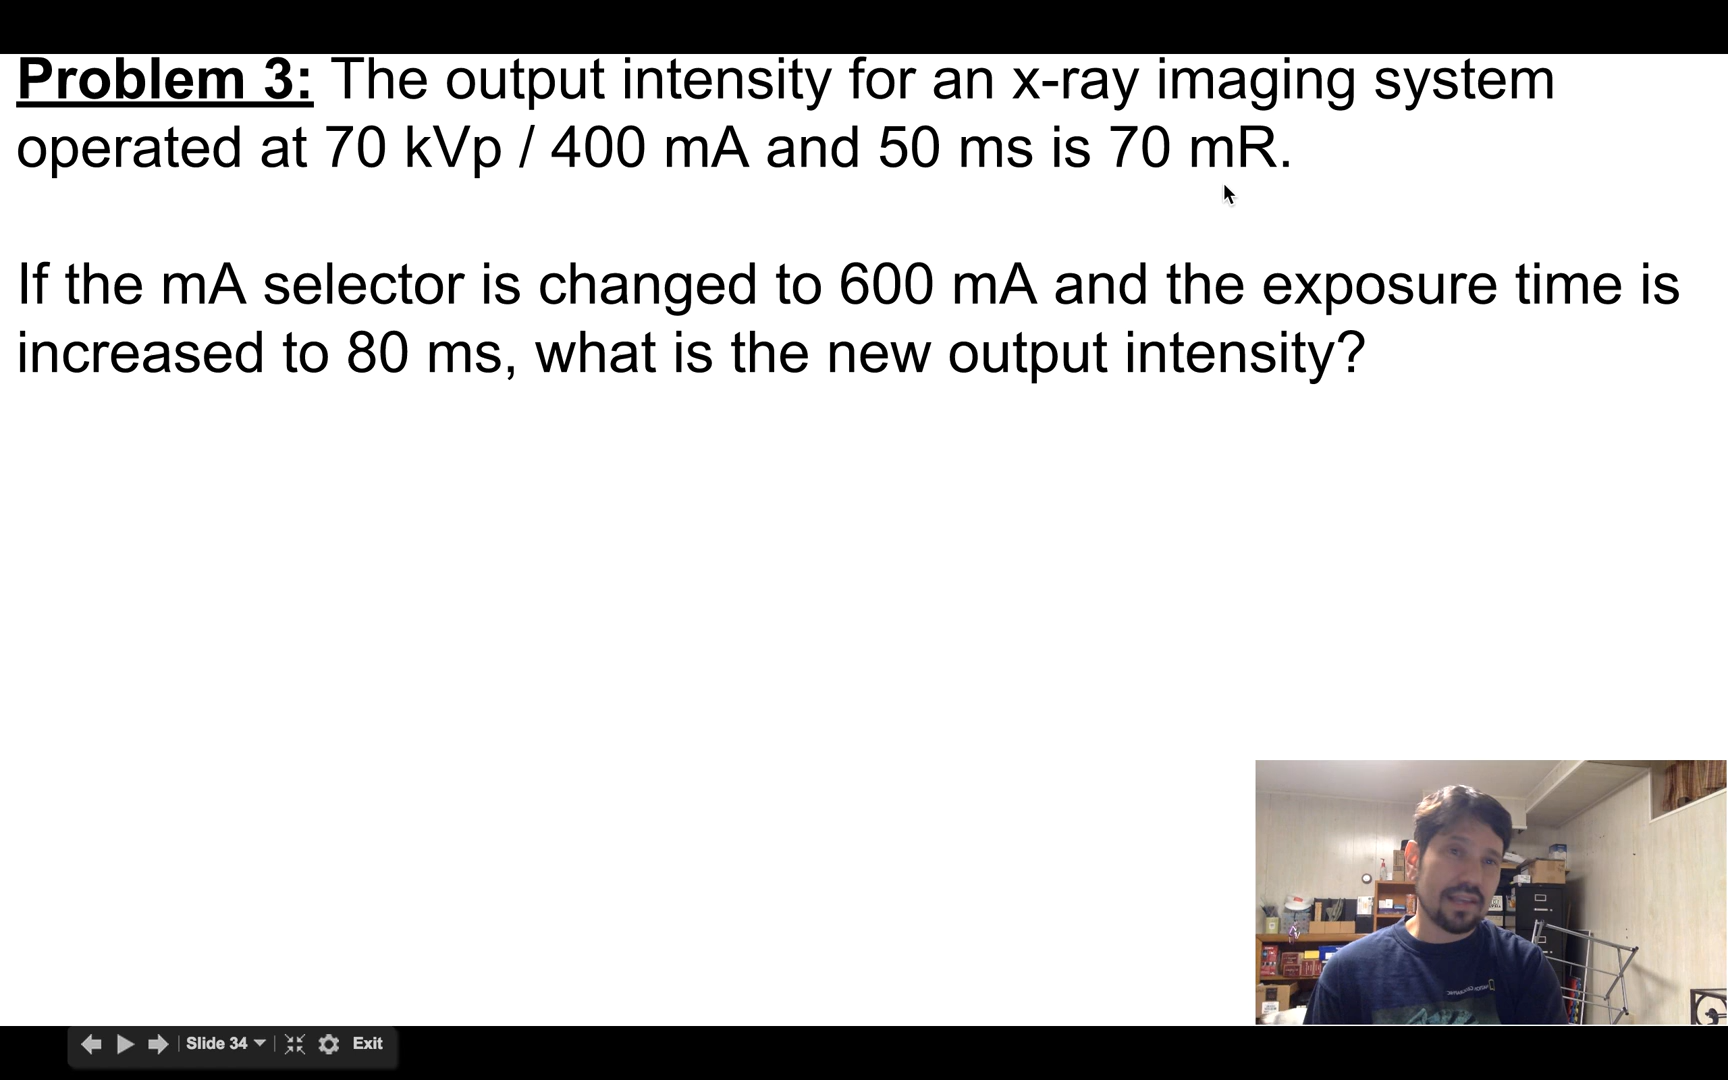 Problem 3: The output intensity for an x-ray imaging system
operated at 70 kVp / 400 mA and 50 ms is 70 mR.
If the mA selector is changed to 600 mA and the exposure time is
increased to 80 ms, what is the new output intensity?
Slide 34
Exit